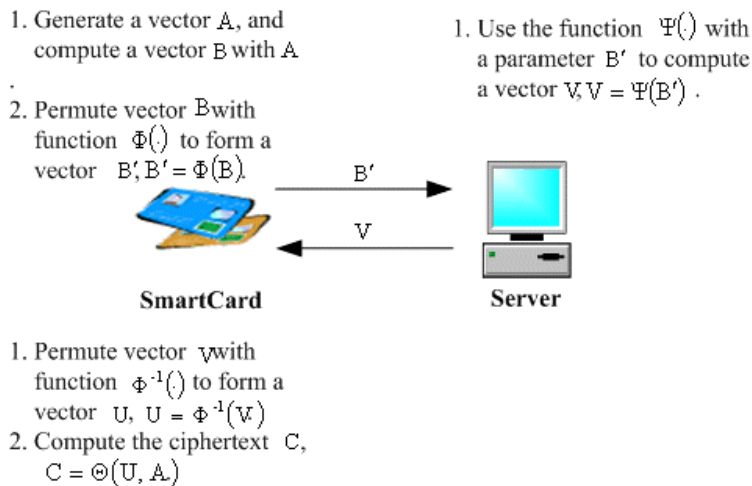 1. Generate a vector A, and
compute a vector B with A
.
2. Permute vector B with
function Φ(·) to form a
vector B', B' = Φ(B).
1. Use the function Ψ(·) with
a parameter B' to compute
a vector V, V = Ψ(B') .
B'
V
SmartCard
Server
1. Permute vector V with
function Φ⁻¹(·) to form a
vector U, U = Φ⁻¹(V.)
2. Compute the ciphertext C,
C = Θ(U, A.)